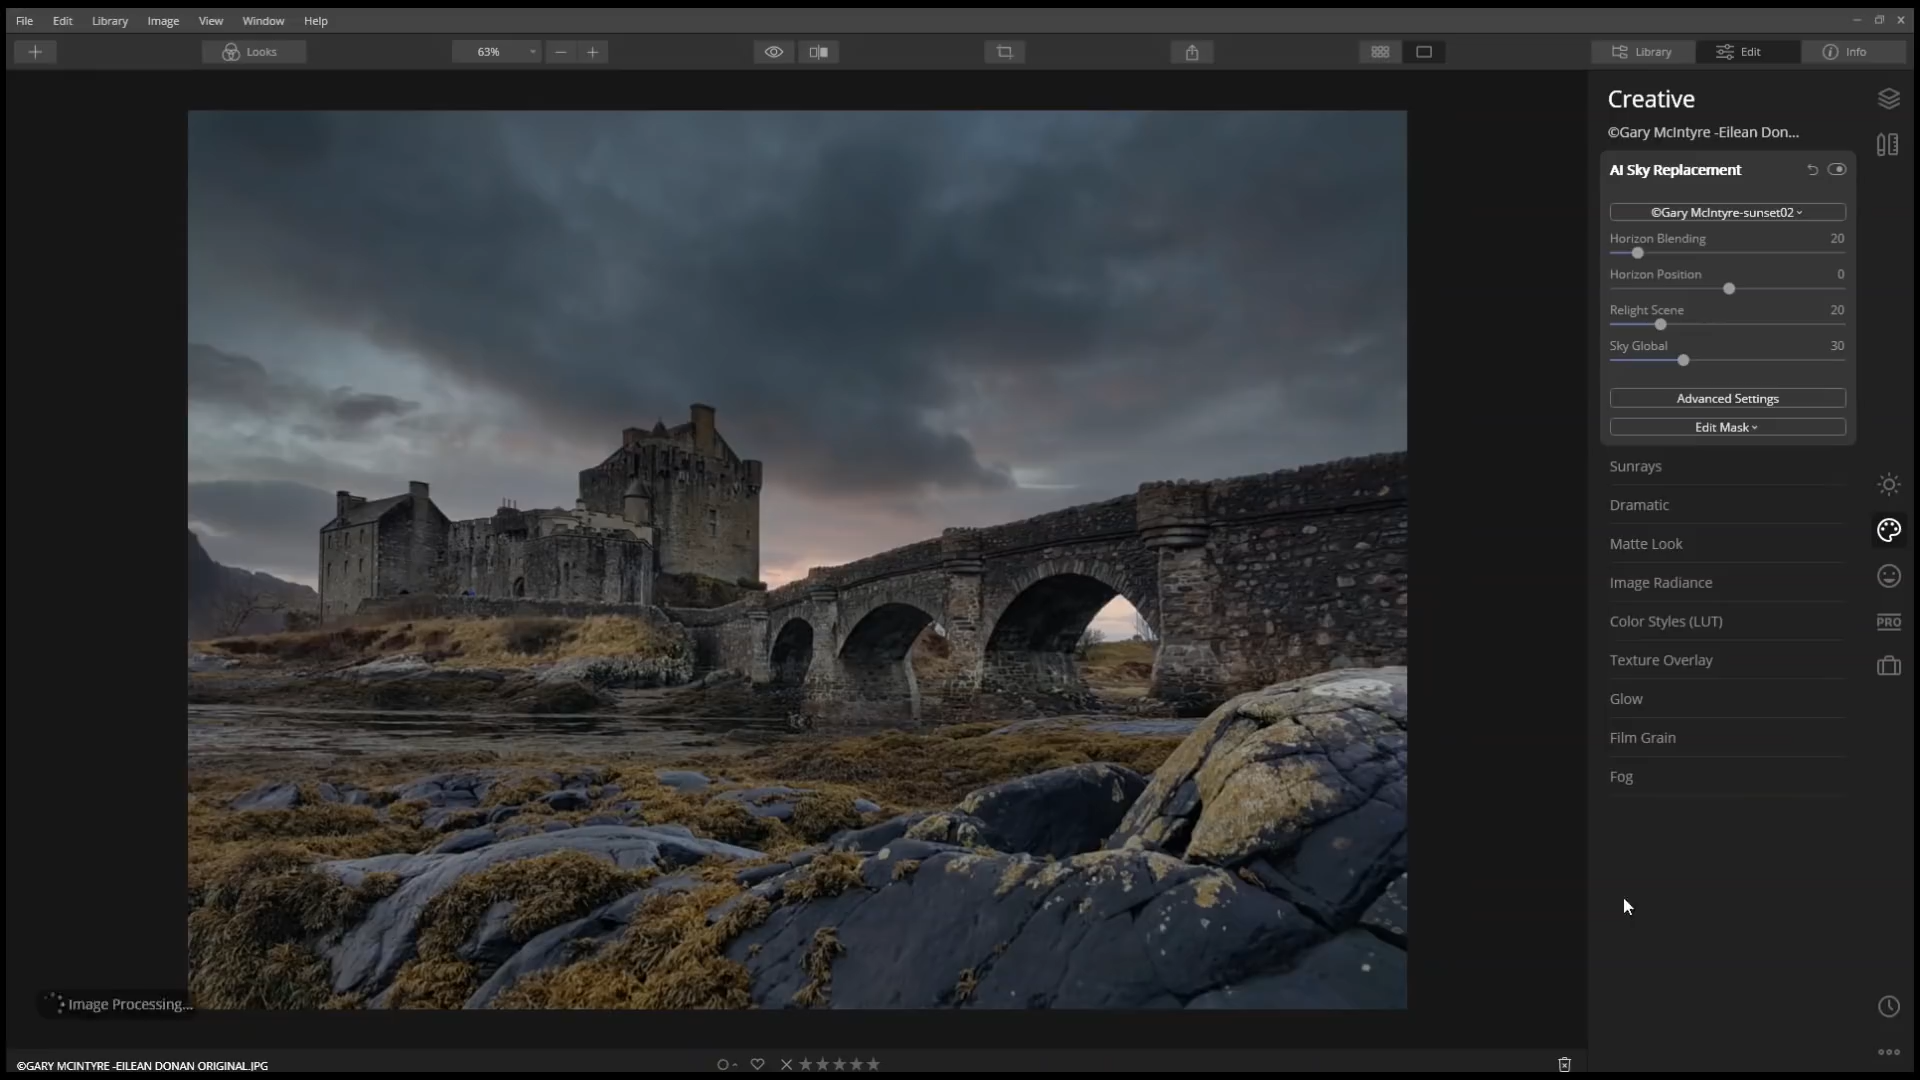 File Edit Library Image View Window Help
Looks 63% Library Edit Info
Creative
©Gary McIntyre -Eilean Don...
AI Sky Replacement
©Gary McIntyre-sunset02
Horizon Blending 20
Horizon Position 0
Relight Scene 20
Sky Global 30
Advanced Settings
Edit Mask
Sunrays
Dramatic
Matte Look
Image Radiance
Color Styles (LUT)
PRO
Texture Overlay
Glow
Film Grain
Fog
Image Processing...
©GARY MCINTYRE -EILEAN DONAN ORIGINAL.JPG